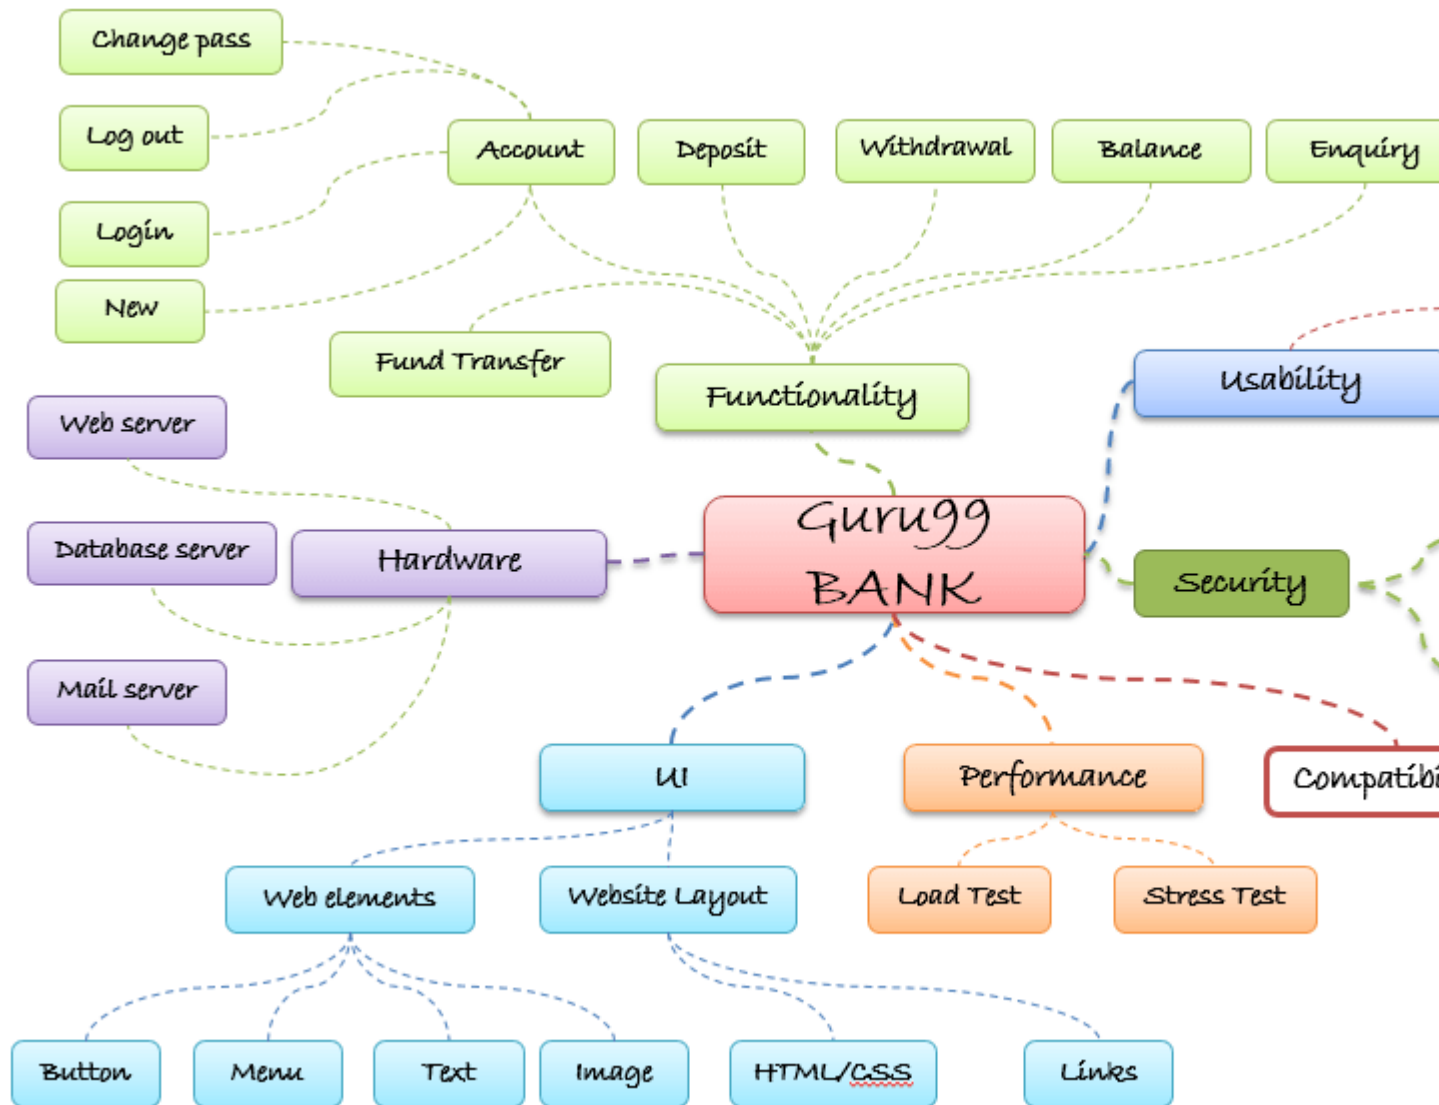 Change pass
Log out
Account
Deposit
Withdrawal
Balance
Enquiry
Login
New
Fund Transfer
Functionality
Usability
Web server
Database server
Hardware
Guru99
BANK
Security
Mail server
UI
Performance
Compatibi
Web elements
Website Layout
Load Test
Stress Test
Button
Menu
Text
Image
HTML/CSS
Links